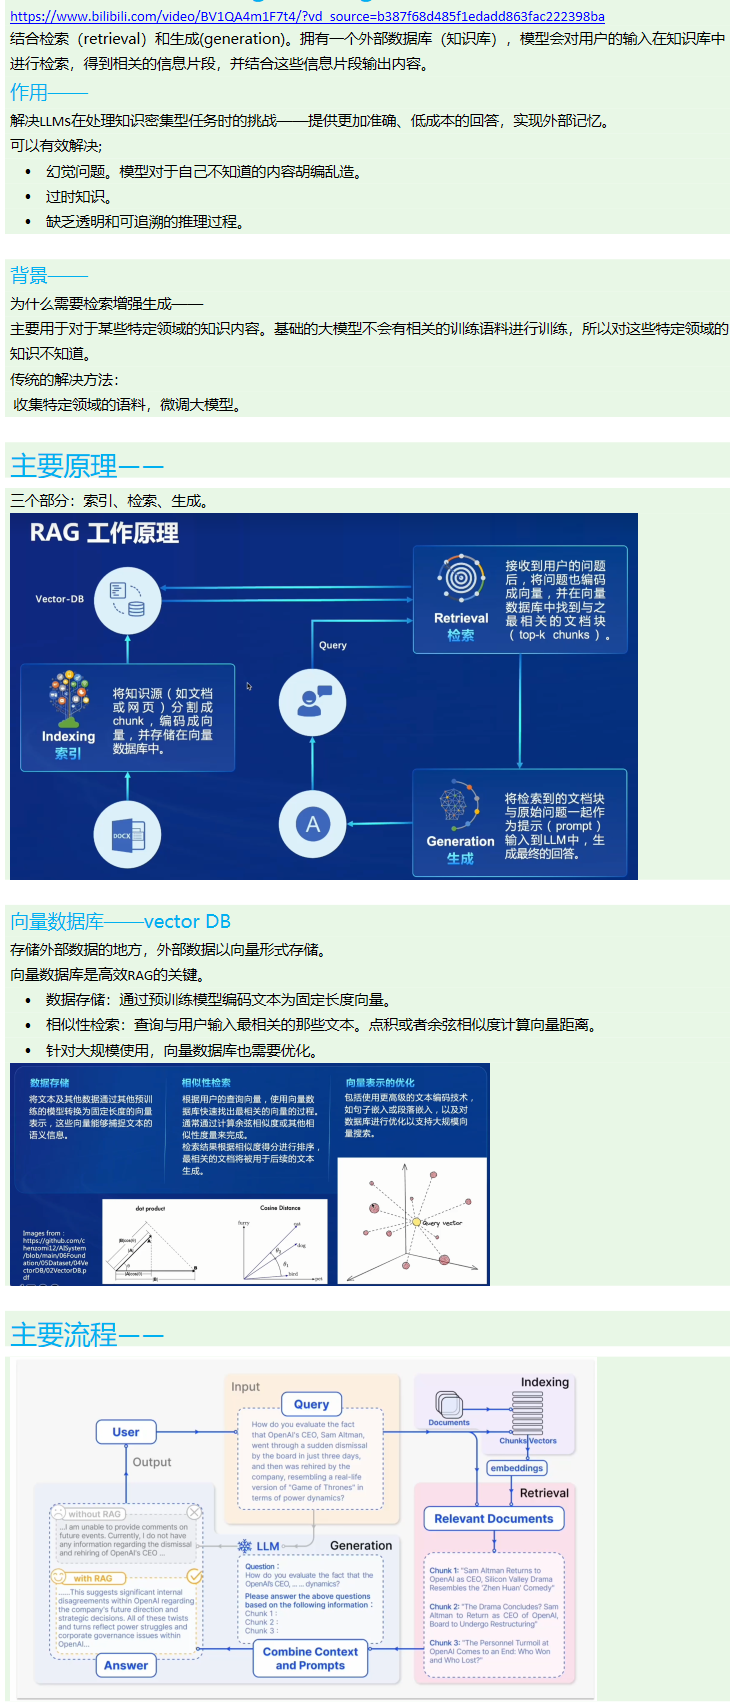 https://www.bilibili.com/video/BV1QA4m1F7t4/?vd_source=b387f68d485f1edadd863fac222398ba
结合检索（retrieval）和生成(generation)。拥有一个外部数据库（知识库），模型会对用户的输入在知识库中
进行检索，得到相关的信息片段，并结合这些信息片段输出内容。
作用——
解决LLMs在处理知识密集型任务时的挑战——提供更加准确、低成本的回答，实现外部记忆。
可以有效解决;
• 幻觉问题。模型对于自己不知道的内容胡编乱造。
• 过时知识。
• 缺乏透明和可追溯的推理过程。
背景——
为什么需要检索增强生成——
主要用于对于某些特定领域的知识内容。基础的大模型不会有相关的训练语料进行训练，所以对这些特定领域的
知识不知道。
传统的解决方法：
收集特定领域的语料，微调大模型。
主要原理——
三个部分：索引、检索、生成。
RAG 工作原理
Vector-DB
Retrieval
检索
接收到用户的问题
后，将问题也编码
成向量，并在向量
数据库中找到与之
最相关的文档块
（top-k chunks）。
Query
Indexing
索引
将知识源（如文档
或网页）分割成
chunk，编码成向
量，并存储在向量
数据库中。
DOCX
A
Generation
生成
将检索到的文档块
与原始问题一起作
为提示（prompt）
输入到LLM中，生
成最终的回答。
向量数据库——vector DB
存储外部数据的地方，外部数据以向量形式存储。
向量数据库是高效RAG的关键。
• 数据存储：通过预训练模型编码文本为固定长度向量。
• 相似性检索：查询与用户输入最相关的那些文本。点积或者余弦相似度计算向量距离。
• 针对大规模使用，向量数据库也需要优化。
数据存储
将文本及其他数据通过其他预训
练的模型转换为固定长度的向量
表示，这些向量能够捕捉文本的
语义信息。
相似性检索
根据用户的查询向量，使用向量数
据库快速找出最相关的向量的过程。
通常通过计算余弦相似度或其他相
似性度量来完成。
检索结果根据相似度得分进行排序，
最相关的文档将被用于后续的文本
生成。
向量表示的优化
包括使用更高级的文本编码技术，
如句子嵌入或段落嵌入，以及对
数据库进行优化以支持大规模向
量搜索。
Images from :
https://github.com/c
henzomi12/AISystem
/blob/main/06Found
ation/05Dataset/04Ve
ctorDB/02VectorDB.p
df
dot product
Cosine Distance
furry
cat
dog
bird
pet
Query vector
主要流程——
Input
Query
How do you evaluate the fact
that OpenAI's CEO, Sam Altman,
went through a sudden dismissal
by the board in just three days,
and then was rehired by the
company, resembling a real-life
version of "Game of Thrones" in
terms of power dynamics?
Indexing
Documents
Chunks Vectors
embeddings
User
Output
Retrieval
Relevant Documents
Chunk 1: "Sam Altman Returns to
OpenAI as CEO, Silicon Valley Drama
Resembles the 'Zhen Huan' Comedy"
Chunk 2: "The Drama Concludes? Sam
Altman to Return as CEO of OpenAI,
Board to Undergo Restructuring"
Chunk 3: "The Personnel Turmoil at
OpenAI Comes to an End: Who Won
and Who Lost?"
without RAG
...I am unable to provide comments on
future events. Currently, I do not have
any information regarding the dismissal
and rehiring of OpenAI's CEO ...
with RAG
......This suggests significant internal
disagreements within OpenAI regarding
the company's future direction and
strategic decisions. All of these twists
and turns reflect power struggles and
corporate governance issues within
OpenAI...
Answer
LLM
Generation
Question :
How do you evaluate the fact that the
OpenAI's CEO, ... ... dynamics?
Please answer the above questions
based on the following information :
Chunk 1 :
Chunk 2 :
Chunk 3 :
Combine Context
and Prompts